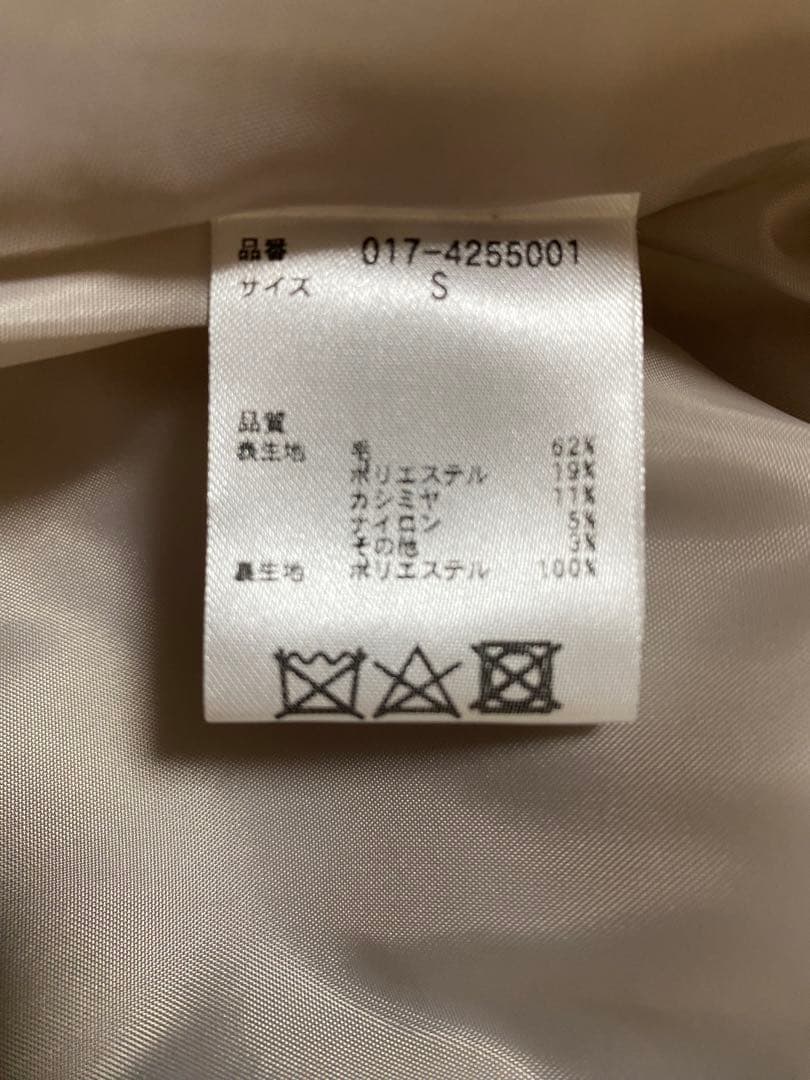 品番 017-4255001
サイズ S
品質
表生地 毛 62%
ポリエステル 19%
カシミヤ 11%
ナイロン 5%
その他 3%
裏生地 ポリエステル 100%